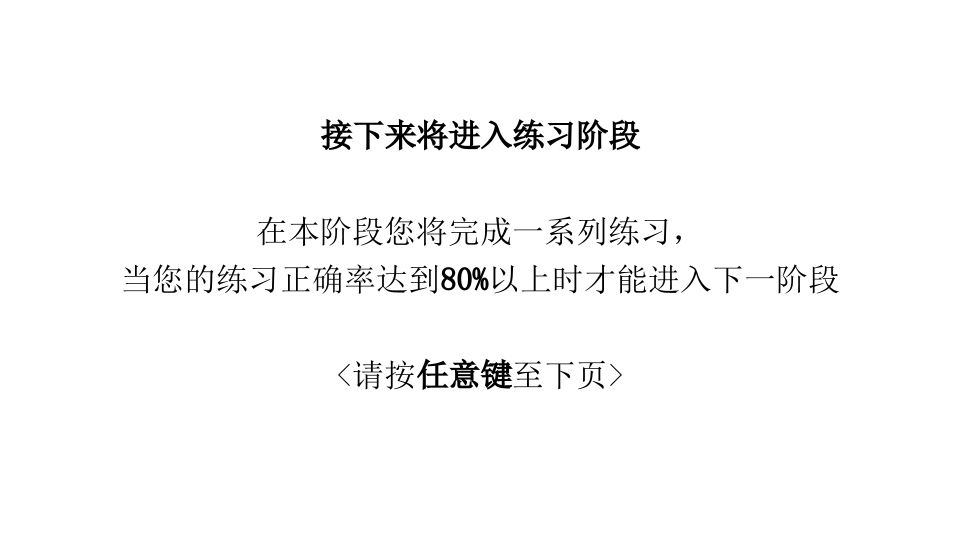 接下来将进入练习阶段
在本阶段您将完成一系列练习，
当您的练习正确率达到80%以上时才能进入下一阶段
<请按任意键至下页>